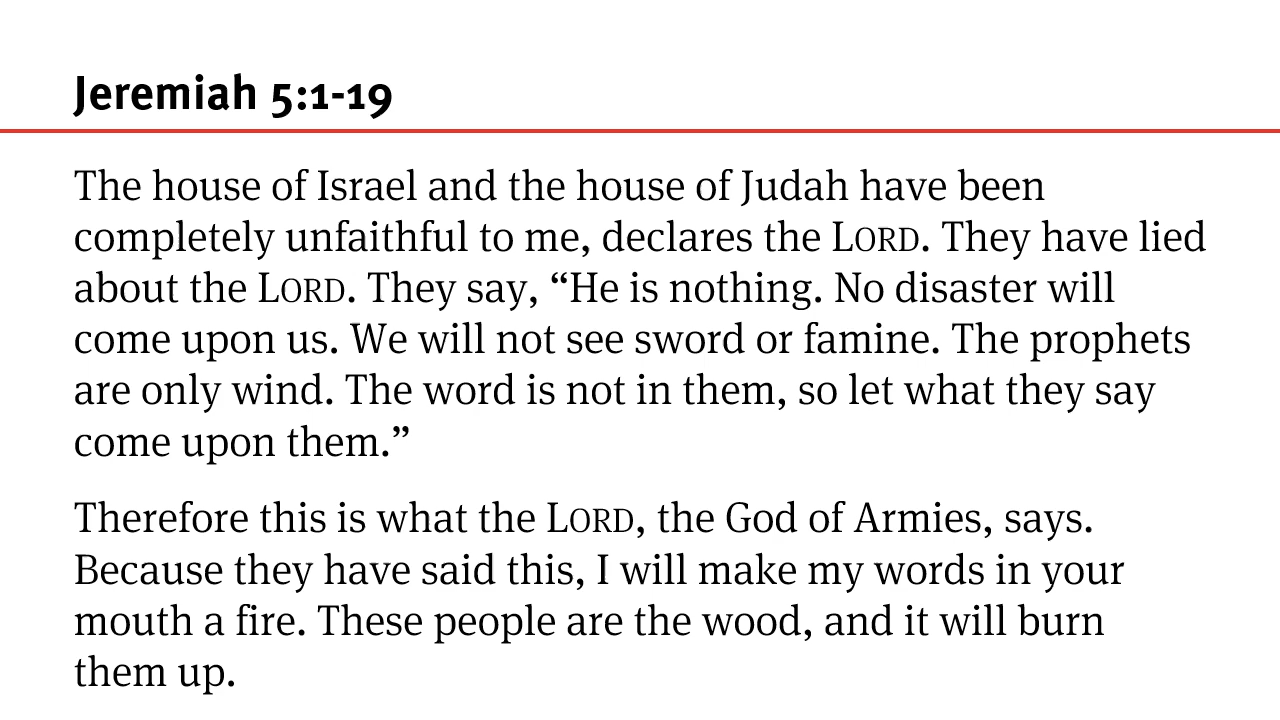 Jeremiah 5:1-19
The house of Israel and the house of Judah have been
completely unfaithful to me, declares the LORD. They have lied
about the LORD. They say, “He is nothing. No disaster will
come upon us. We will not see sword or famine. The prophets
are only wind. The word is not in them, so let what they say
come upon them.”
Therefore this is what the LORD, the God of Armies, says.
Because they have said this, I will make my words in your
mouth a fire. These people are the wood, and it will burn
them up.